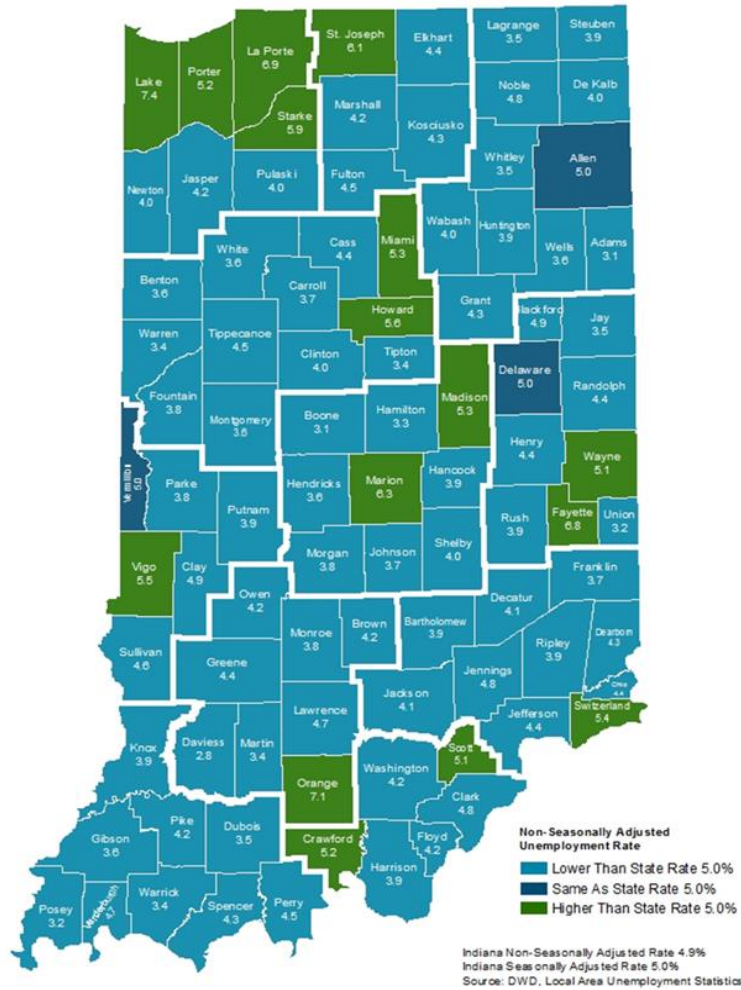 St. Joseph
6.1
Elkhart
4.4
Lagrange
3.5
Steuben
3.9
La Porte
6.9
Porter
5.2
Lake
7.4
Noble
4.8
De Kalb
4.0
Marshall
4.2
Starke
5.9
Kosciusko
4.3
Whitley
3.5
Allen
5.0
Newton
4.0
Jasper
4.2
Pulaski
4.0
Fulton
4.5
Wabash
4.0
Huntington
3.9
Wells
3.6
Adams
3.1
White
3.6
Cass
4.4
Miami
5.3
Benton
3.6
Carroll
3.7
Howard
5.6
Grant
4.3
Blackford
4.9
Jay
3.5
Warren
3.4
Tippecanoe
4.5
Clinton
4.0
Tipton
3.4
Delaware
5.0
Randolph
4.4
Fountain
3.8
Montgomery
3.6
Boone
3.1
Hamilton
3.3
Madison
5.3
Henry
4.4
Wayne
5.1
Vermillion
5.0
Parke
3.8
Putnam
3.9
Hendricks
3.6
Marion
6.3
Hancock
3.9
Rush
3.9
Fayette
6.8
Union
3.2
Vigo
5.5
Clay
4.9
Morgan
3.8
Johnson
3.7
Shelby
4.0
Franklin
3.7
Owen
4.2
Monroe
3.8
Brown
4.2
Bartholomew
3.9
Decatur
4.1
Ripley
3.9
Dearborn
4.3
Sullivan
4.6
Greene
4.4
Jennings
4.8
Ohio
4.4
Switzerland
5.4
Lawrence
4.7
Jackson
4.1
Jefferson
4.4
Knox
3.9
Daviess
2.8
Martin
3.4
Orange
7.1
Washington
4.2
Scott
5.1
Clark
4.8
Gibson
3.6
Pike
4.2
Dubois
3.5
Crawford
5.2
Floyd
4.2
Harrison
3.9
Posey
3.2
Vanderburgh
4.7
Warrick
3.4
Spencer
4.3
Perry
4.5
Non-Seasonally Adjusted
Unemployment Rate
Lower Than State Rate 5.0%
Same As State Rate 5.0%
Higher Than State Rate 5.0%
Indiana Non-Seasonally Adjusted Rate 4.9%
Indiana Seasonally Adjusted Rate 5.0%
Source: DWD, Local Area Unemployment Statistics